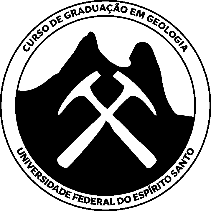 CURSO DE GRADUAÇÃO EM GEOLOGIA
UNIVERSIDADE FEDERAL DO ESPÍRITO SANTO